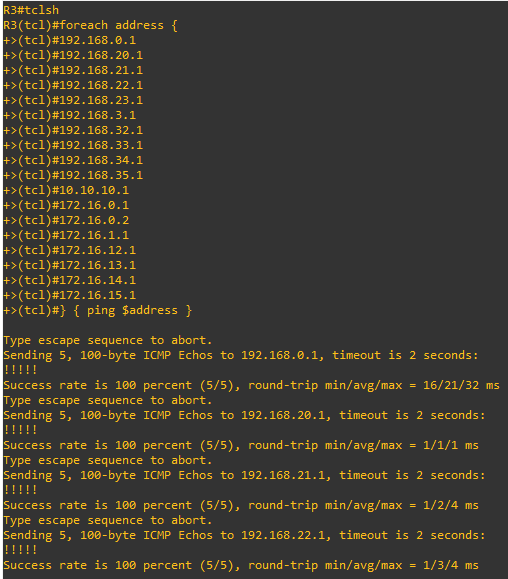 R3#tclsh
R3(tcl)#foreach address {
+>(tcl)#192.168.0.1
+>(tcl)#192.168.20.1
+>(tcl)#192.168.21.1
+>(tcl)#192.168.22.1
+>(tcl)#192.168.23.1
+>(tcl)#192.168.3.1
+>(tcl)#192.168.32.1
+>(tcl)#192.168.33.1
+>(tcl)#192.168.34.1
+>(tcl)#192.168.35.1
+>(tcl)#10.10.10.1
+>(tcl)#172.16.0.1
+>(tcl)#172.16.0.2
+>(tcl)#172.16.1.1
+>(tcl)#172.16.12.1
+>(tcl)#172.16.13.1
+>(tcl)#172.16.14.1
+>(tcl)#172.16.15.1
+>(tcl)#} { ping $address }
Type escape sequence to abort.
Sending 5, 100-byte ICMP Echos to 192.168.0.1, timeout is 2 seconds:
!!!!!
Success rate is 100 percent (5/5), round-trip min/avg/max = 16/21/32 ms
Type escape sequence to abort.
Sending 5, 100-byte ICMP Echos to 192.168.20.1, timeout is 2 seconds:
!!!!!
Success rate is 100 percent (5/5), round-trip min/avg/max = 1/1/1 ms
Type escape sequence to abort.
Sending 5, 100-byte ICMP Echos to 192.168.21.1, timeout is 2 seconds:
!!!!!
Success rate is 100 percent (5/5), round-trip min/avg/max = 1/2/4 ms
Type escape sequence to abort.
Sending 5, 100-byte ICMP Echos to 192.168.22.1, timeout is 2 seconds:
!!!!!
Success rate is 100 percent (5/5), round-trip min/avg/max = 1/3/4 ms